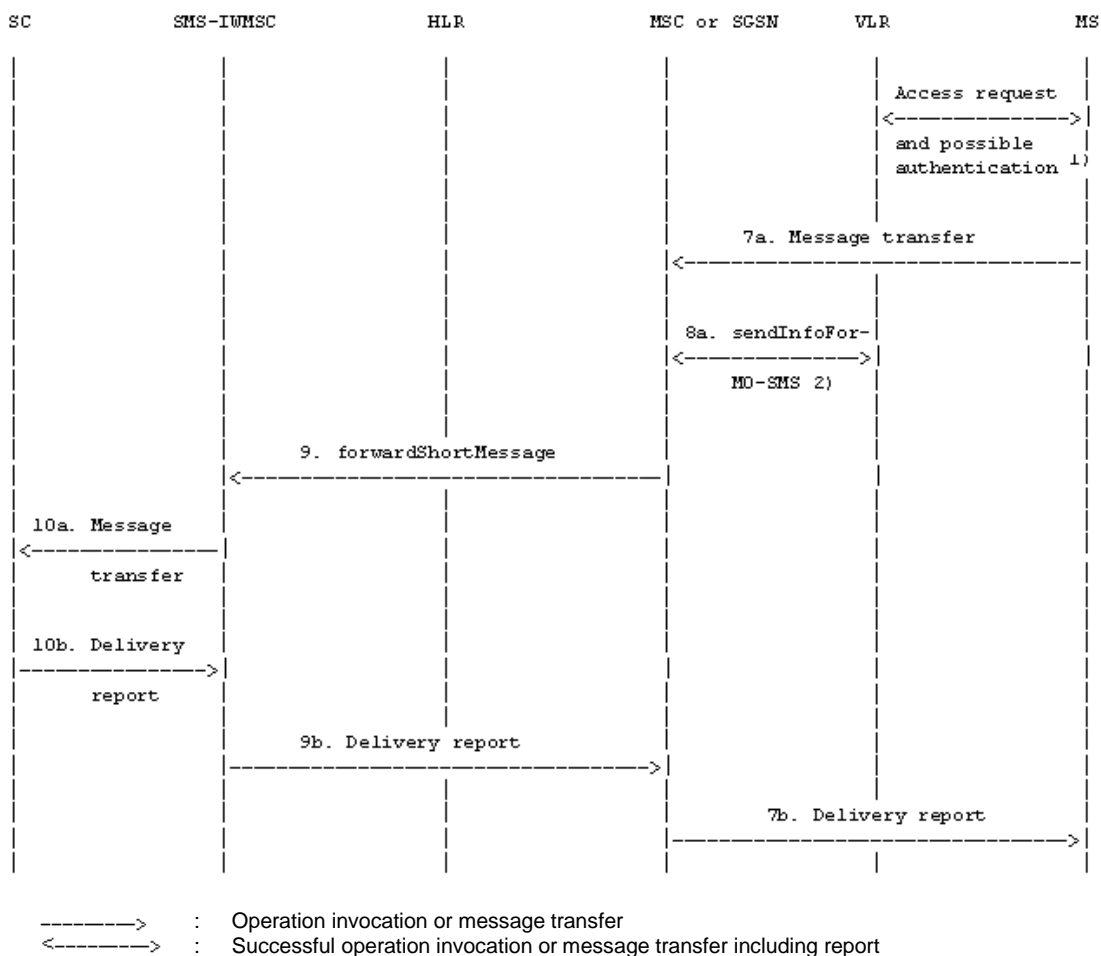 SC SMS-IWMSC HLR MSC or SGSN VLR MS
Access request
and possible
authentication 1)
7a. Message transfer
8a. sendInfoFor-
MO-SMS 2)
9. forwardShortMessage
10a. Message
transfer
10b. Delivery
report
9b. Delivery report
7b. Delivery report
: Operation invocation or message transfer
: Successful operation invocation or message transfer including report